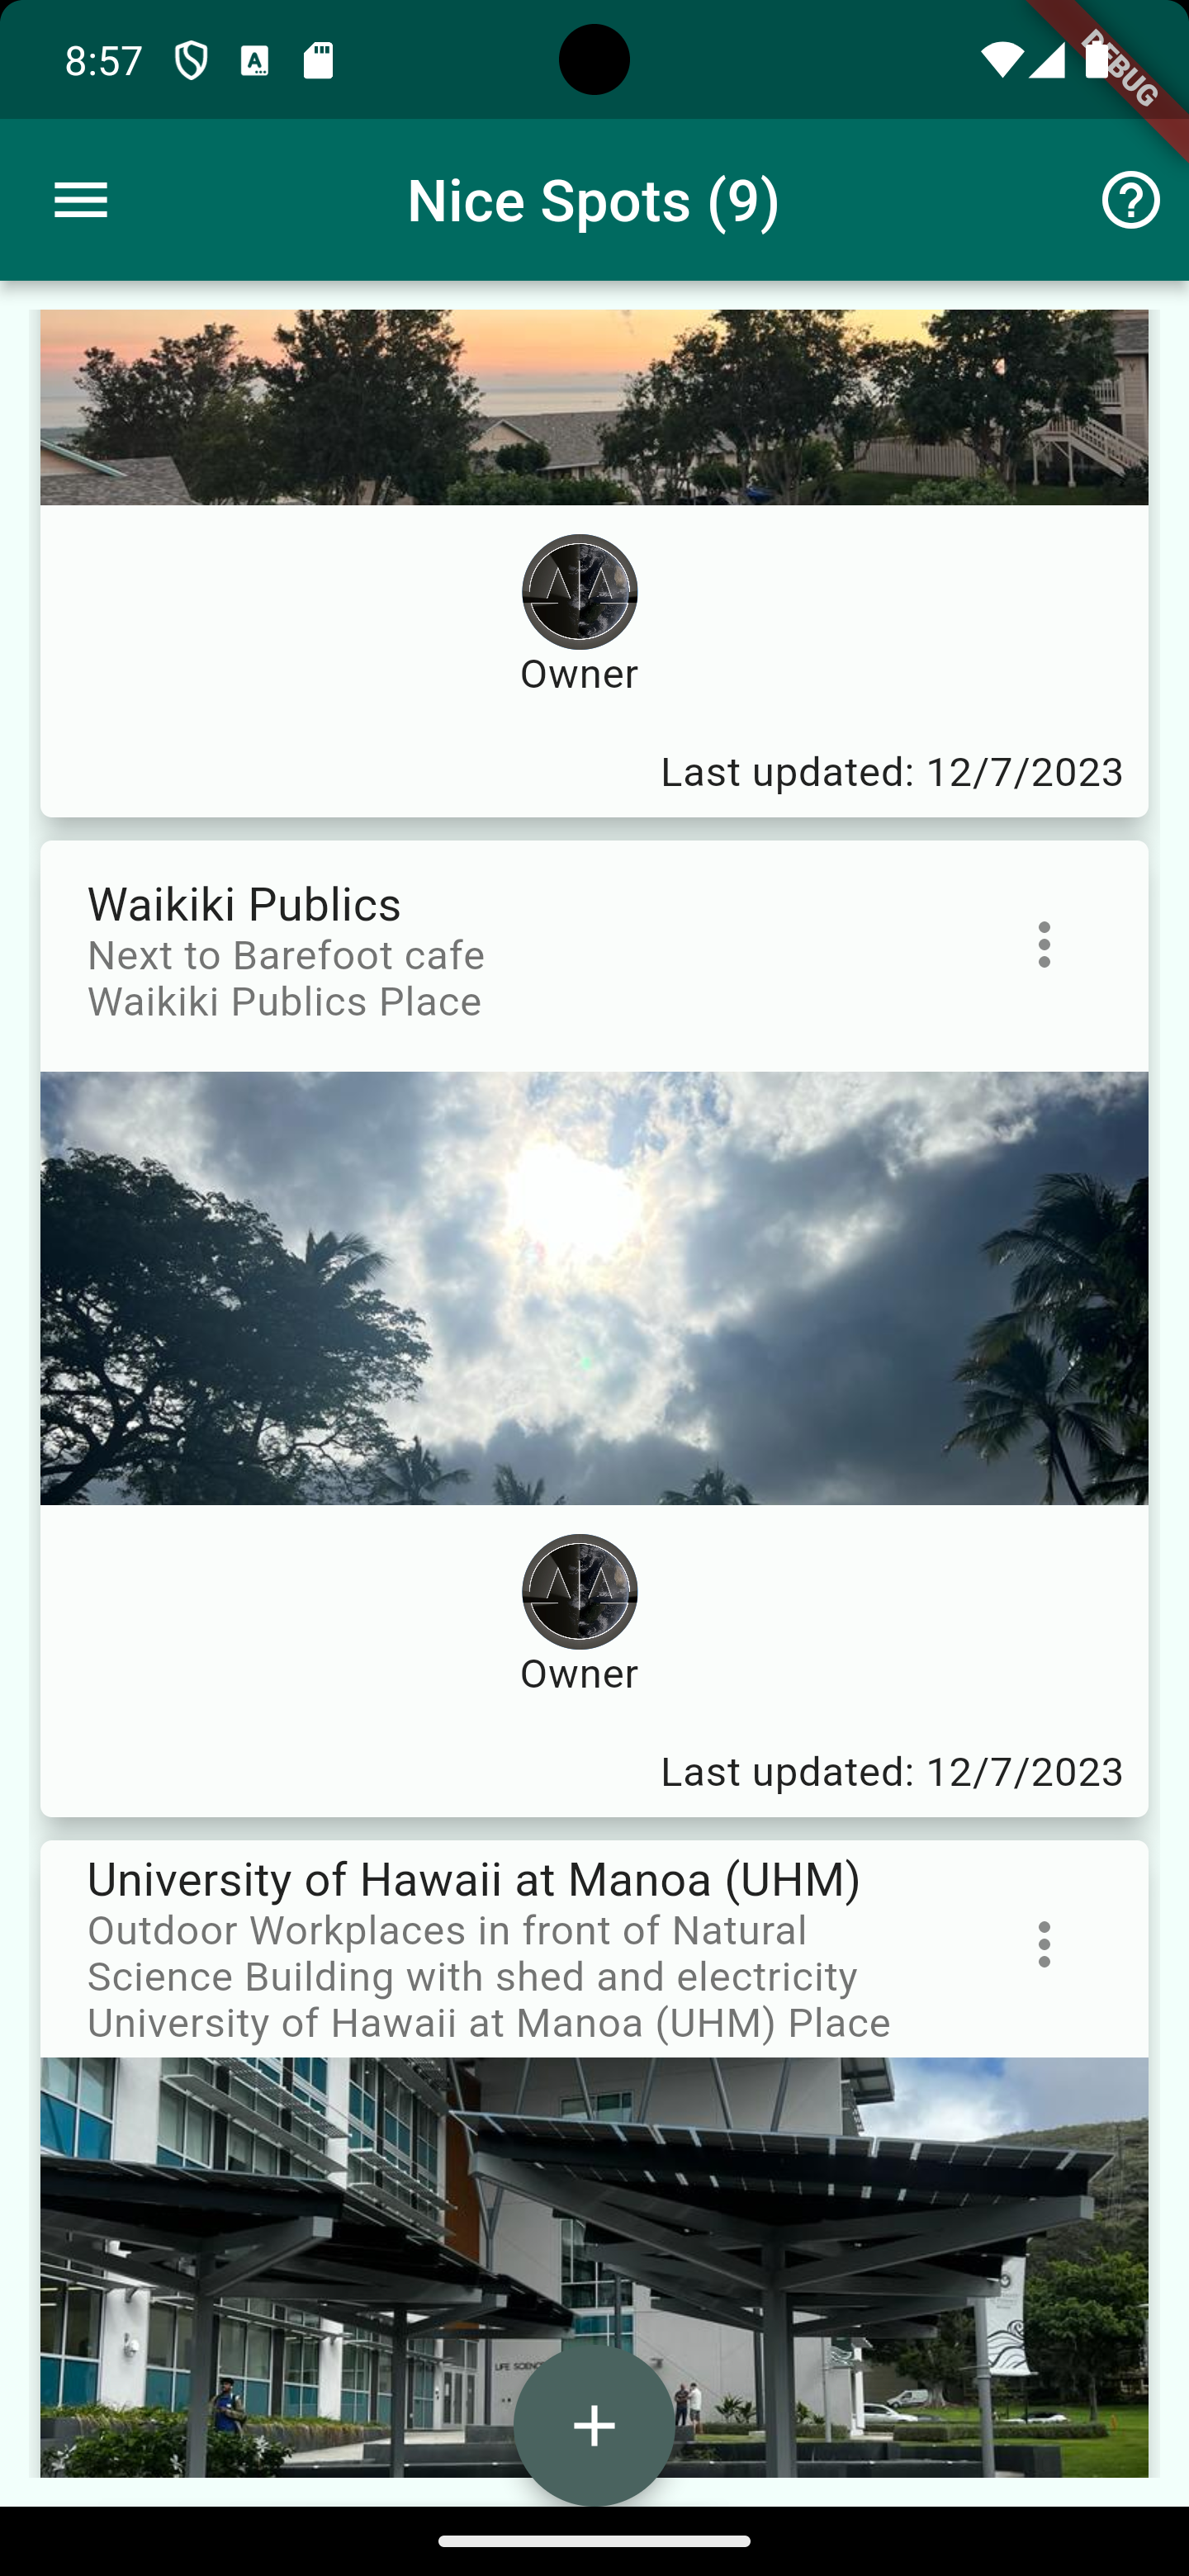 8:57
DEBUG
Nice Spots (9)
Owner
Last updated: 12/7/2023
Waikiki Publics
Next to Barefoot cafe
Waikiki Publics Place
Owner
Last updated: 12/7/2023
University of Hawaii at Manoa (UHM)
Outdoor Workplaces in front of Natural
Science Building with shed and electricity
University of Hawaii at Manoa (UHM) Place
LIFE SCIENC